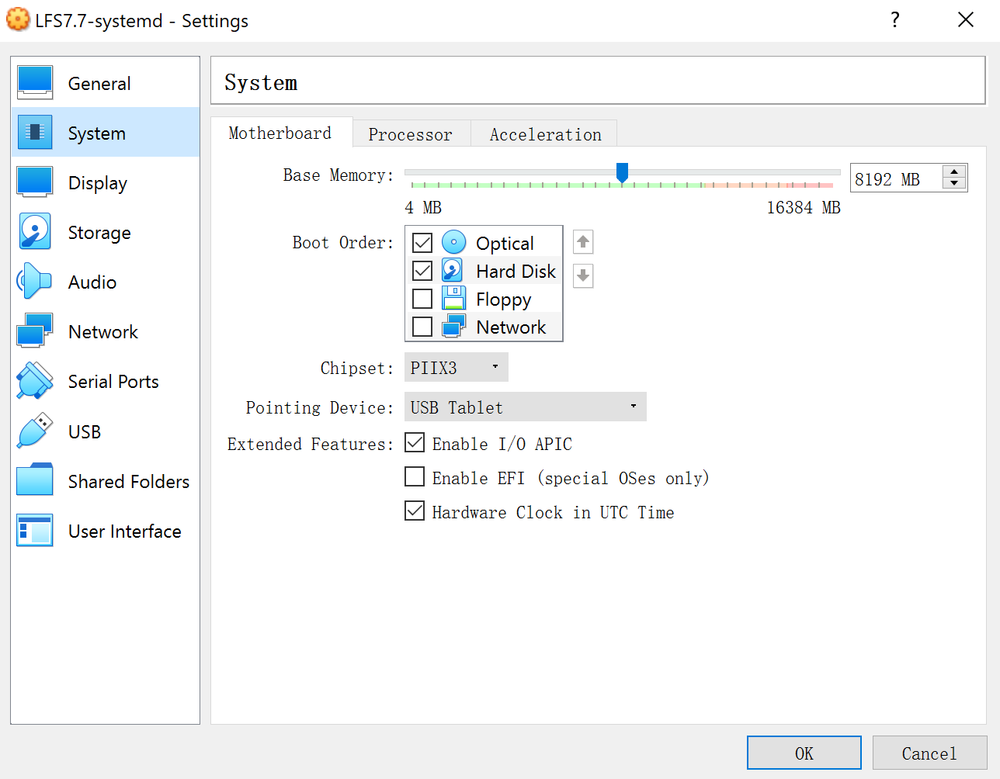 LFS7.7-systemd - Settings
?
General
System
Display
Storage
Audio
Network
Serial Ports
USB
Shared Folders
User Interface
System
Motherboard Processor Acceleration
Base Memory: 8192 MB
4 MB 16384 MB
Boot Order: Optical
Hard Disk
Floppy
Network
Chipset: PIIX3
Pointing Device: USB Tablet
Extended Features: Enable I/O APIC
Enable EFI (special OSes only)
Hardware Clock in UTC Time
OK Cancel